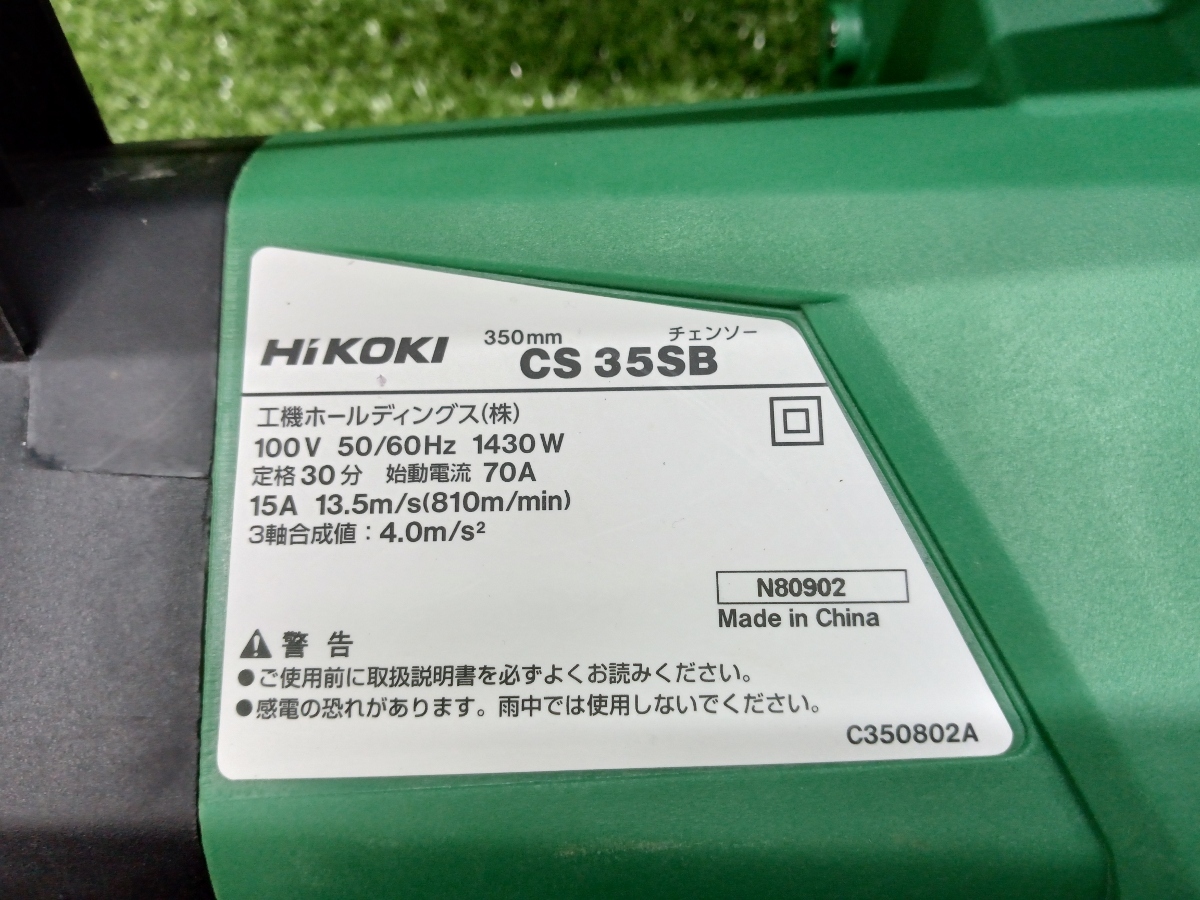 HiKOKI 350mm チェンソー
CS 35SB
工機ホールディングス(株)
100V 50/60Hz 1430W
定格30分 始動電流 70A
15A 13.5m/s(810m/min)
3軸合成値：4.0m/s²
N80902
Made in China
警告
●ご使用前に取扱説明書を必ずよくお読みください。
●感電の恐れがあります。雨中では使用しないでください。
C350802A